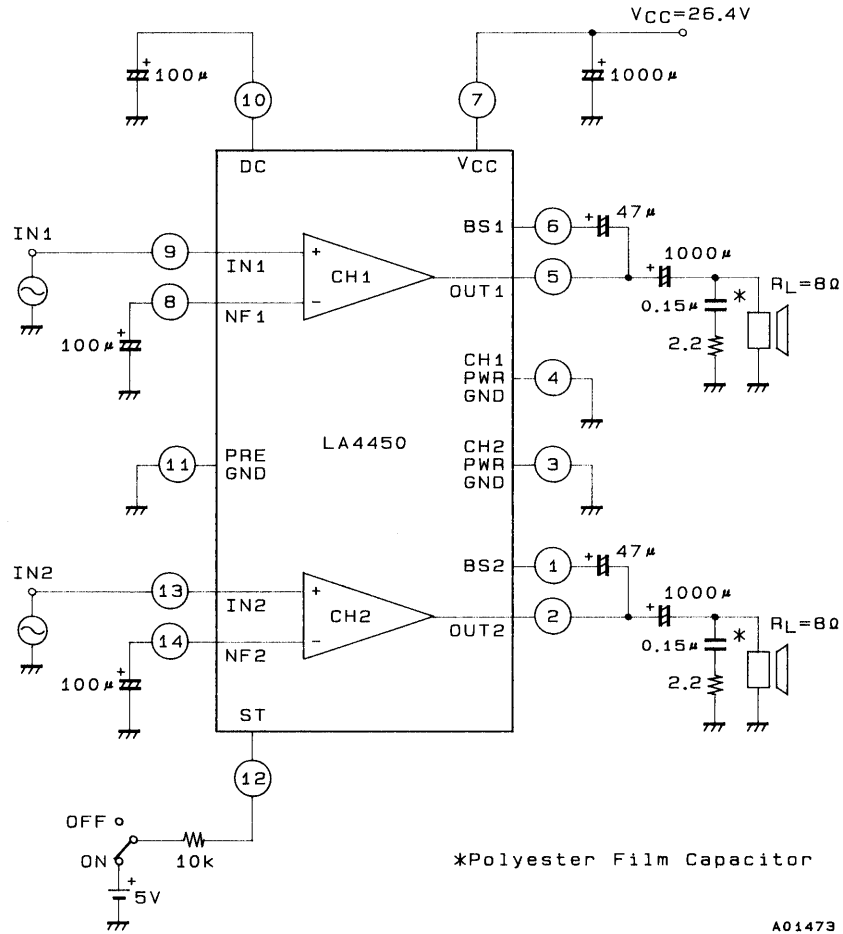 VCC=26.4V
+ 100µ
+ 1000µ
10
7
DC
VCC
BS1
6
+ 47µ
IN1
9
IN1
+
CH1
OUT1
5
+ 1000µ
0.15µ *
RL=8Ω
8
NF1
−
+ 100µ
2.2
CH1
PWR
GND
4
LA4450
11
PRE
GND
CH2
PWR
GND
3
BS2
1
+ 47µ
IN2
13
IN2
+
CH2
OUT2
2
+ 1000µ
0.15µ *
RL=8Ω
14
NF2
−
+ 100µ
2.2
ST
12
OFF
ON
10k
+ 5V
*Polyester Film Capacitor
A01473